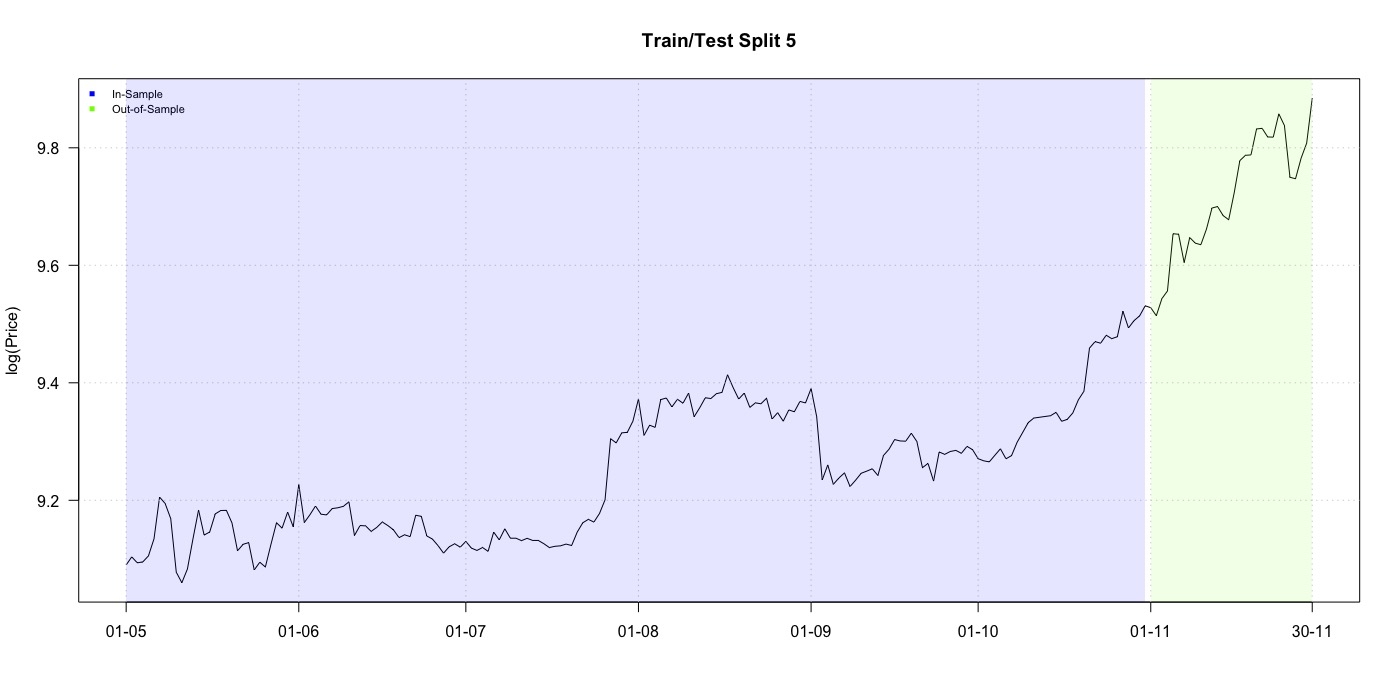 Train/Test Split 5
In-Sample
Out-of-Sample
log(Price)
9.8
9.6
9.4
9.2
01-05 01-06 01-07 01-08 01-09 01-10 01-11 30-11